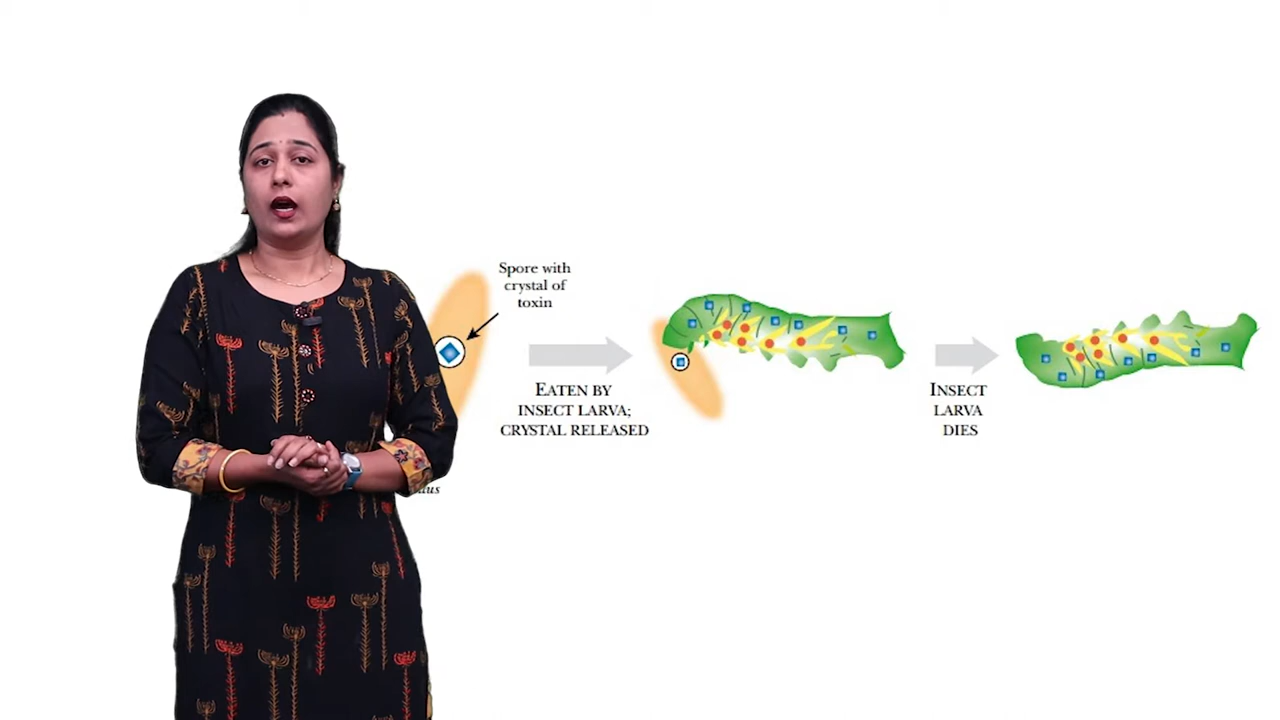 Spore with
crystal of
toxin
EATEN BY
INSECT LARVA;
CRYSTAL RELEASED
INSECT
LARVA
DIES